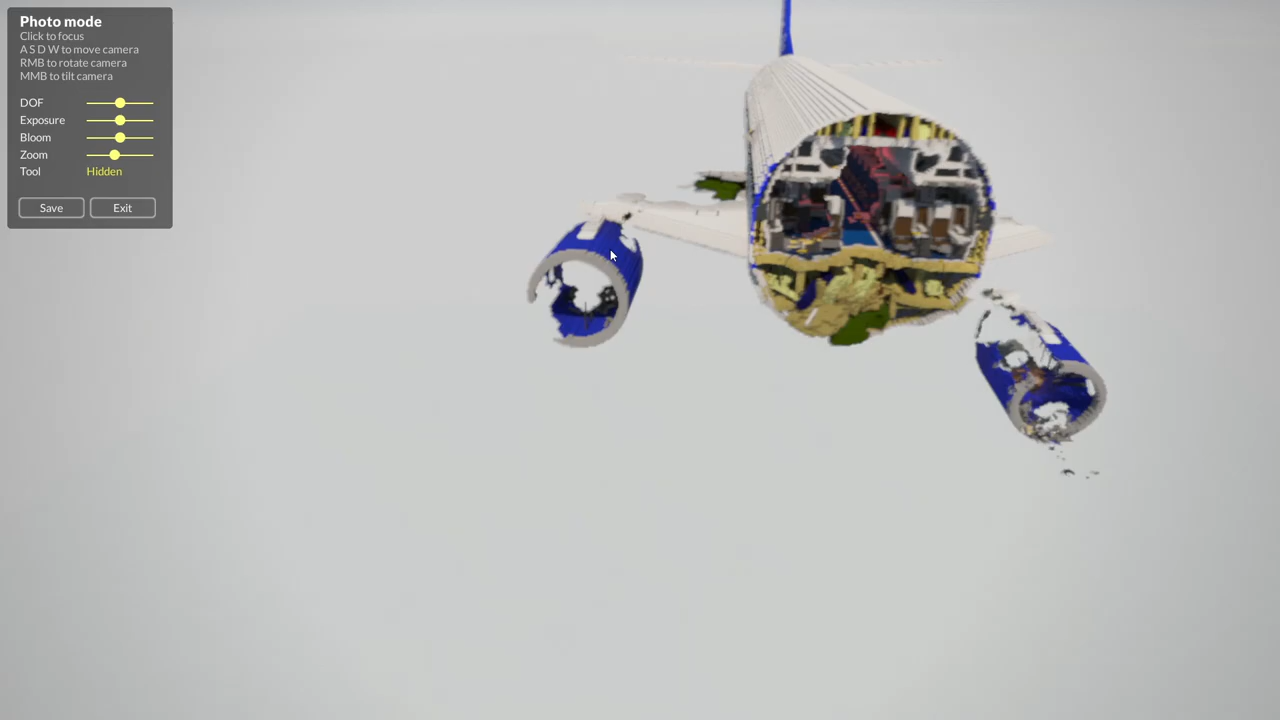 Photo mode
Click to focus
A S D W to move camera
RMB to rotate camera
MMB to tilt camera
DOF
Exposure
Bloom
Zoom
Tool Hidden
Save Exit